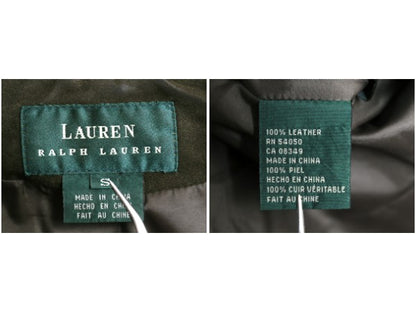 LAUREN
RALPH LAUREN
S
MADE IN CHINA
HECHO EN CHINA
FAIT AU CHINE
100% LEATHER
RN 54050
CA 08349
MADE IN CHINA
100% PIEL
HECHO EN CHINA
100% CUIR VÉRITABLE
FAIT AU CHINE